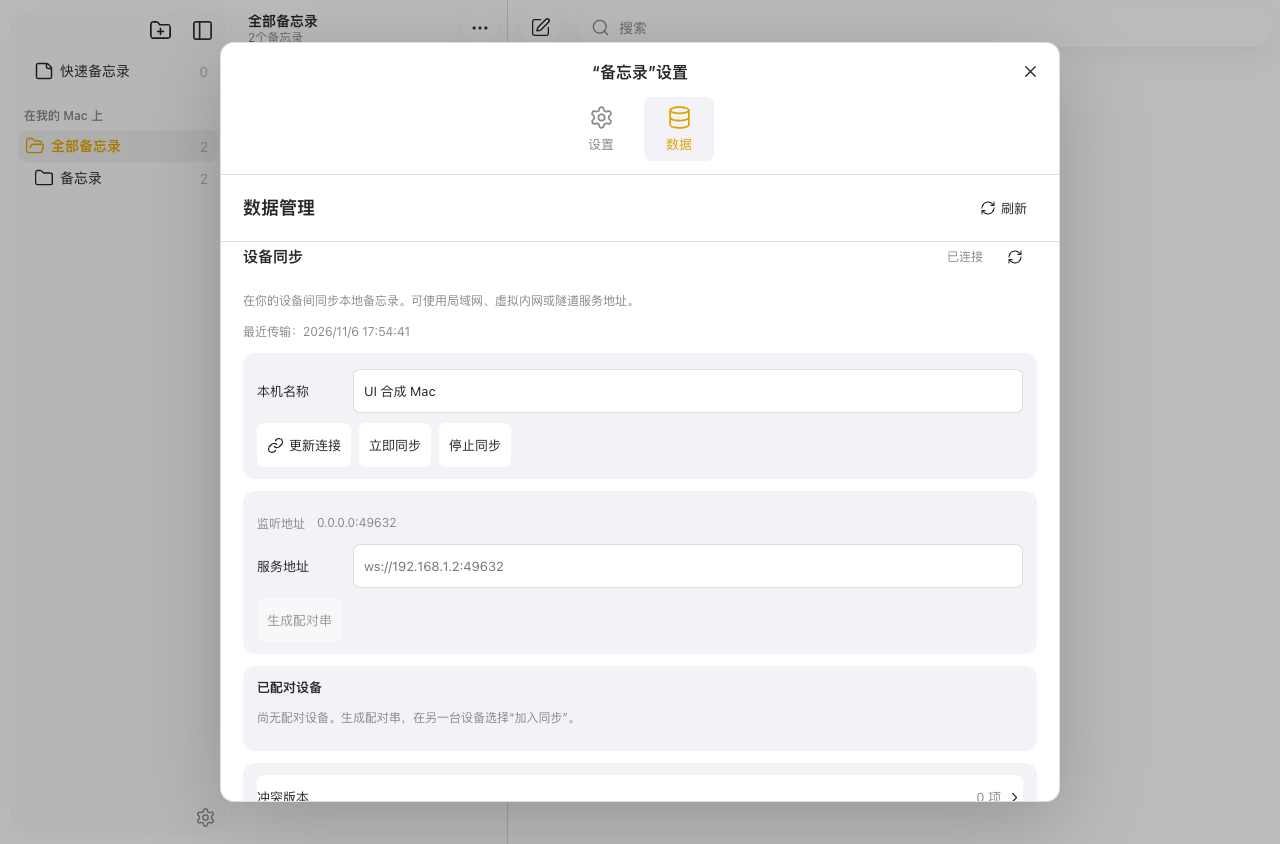 全部备忘录
2个备忘录
搜索
快速备忘录 0
在我的 Mac 上
全部备忘录 2
备忘录 2
“备忘录”设置
设置
数据
数据管理
刷新
设备同步
已连接
在你的设备间同步本地备忘录。可使用局域网、虚拟内网或隧道服务地址。
最近传输：2026/11/6 17:54:41
本机名称
UI 合成 Mac
更新连接
立即同步
停止同步
监听地址 0.0.0.0:49632
服务地址
ws://192.168.1.2:49632
生成配对串
已配对设备
尚无配对设备。生成配对串，在另一台设备选择“加入同步”。
冲突版本
0 项